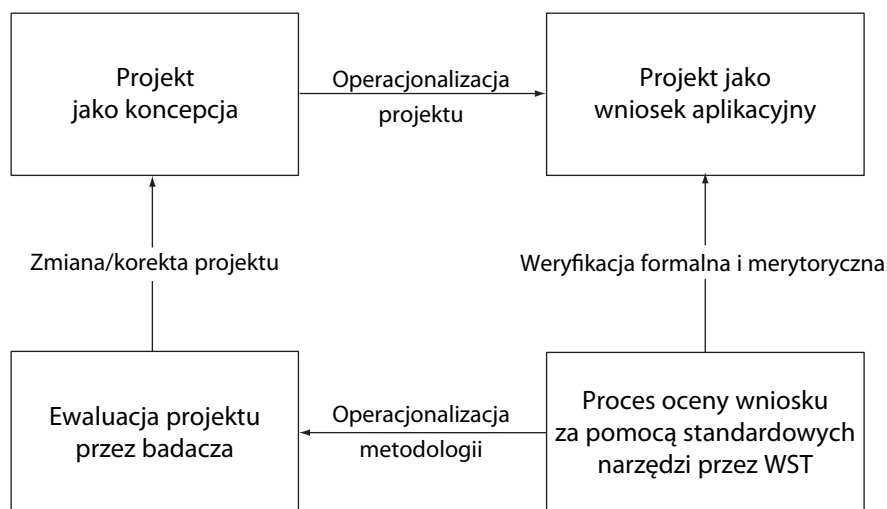 Projekt
jako koncepcja
Operacjonalizacja
projektu
Projekt jako
wniosek aplikacyjny
Zmiana/korekta projektu
Weryfikacja formalna i merytoryczna
Ewaluacja projektu
przez badacza
Operacjonalizacja
metodologii
Proces oceny wniosku
za pomocą standardowych
narzędzi przez WST